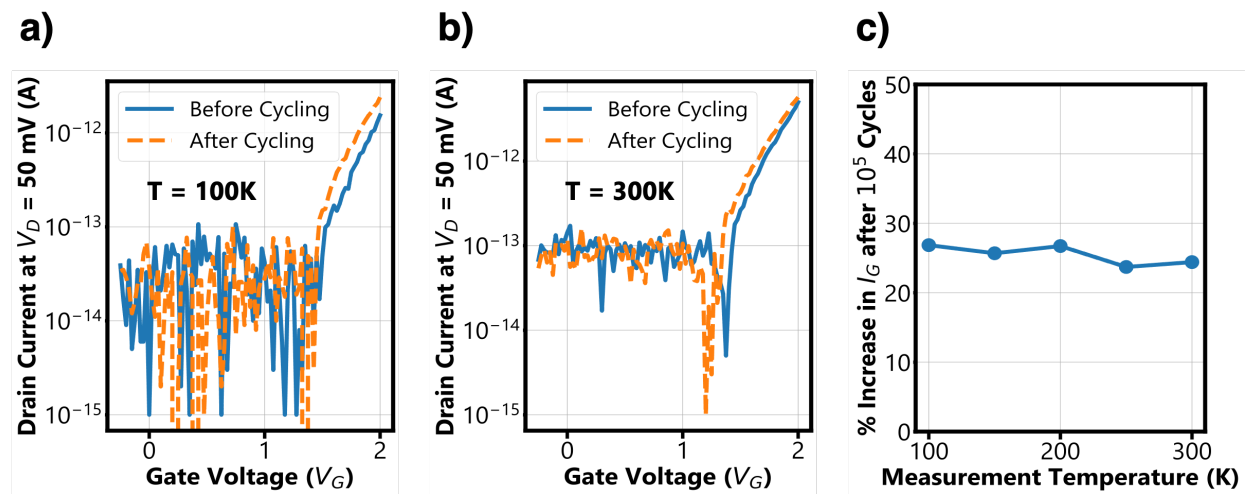 a)
Drain Current at V_D = 50 mV (A)
10⁻¹²
10⁻¹³
10⁻¹⁴
10⁻¹⁵
Before Cycling
After Cycling
T = 100K
0 1 2
Gate Voltage (V_G)
b)
Drain Current at V_D = 50 mV (A)
10⁻¹²
10⁻¹³
10⁻¹⁴
10⁻¹⁵
Before Cycling
After Cycling
T = 300K
0 1 2
Gate Voltage (V_G)
c)
% Increase in I_G after 10⁵ Cycles
50
40
30
20
10
0
100 200 300
Measurement Temperature (K)